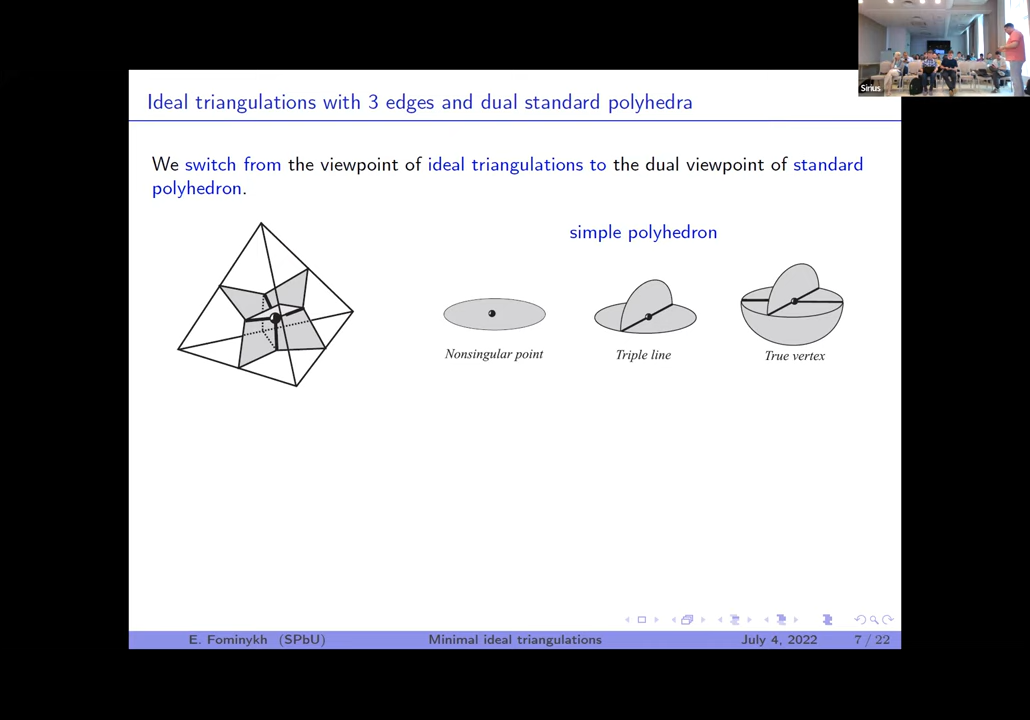 Sirius
Ideal triangulations with 3 edges and dual standard polyhedra
We switch from the viewpoint of ideal triangulations to the dual viewpoint of standard
polyhedron.
simple polyhedron
Nonsingular point
Triple line
True vertex
E. Fominykh (SPbU)
Minimal ideal triangulations
July 4, 2022
7 / 22